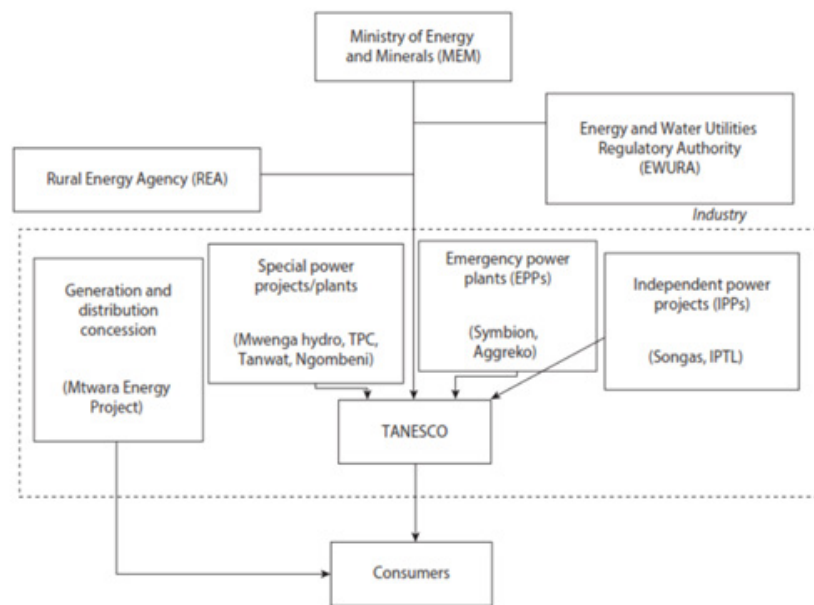 Ministry of Energy
and Minerals (MEM)
Energy and Water Utilities
Regulatory Authority
(EWURA)
Rural Energy Agency (REA)
Industry
Generation and
distribution
concession
(Mtwara Energy
Project)
Special power
projects/plants
(Mwenga hydro, TPC,
Tanwat, Ngombeni)
Emergency power
plants (EPPs)
(Symbion,
Aggreko)
Independent power
projects (IPPs)
(Songas, IPTL)
TANESCO
Consumers